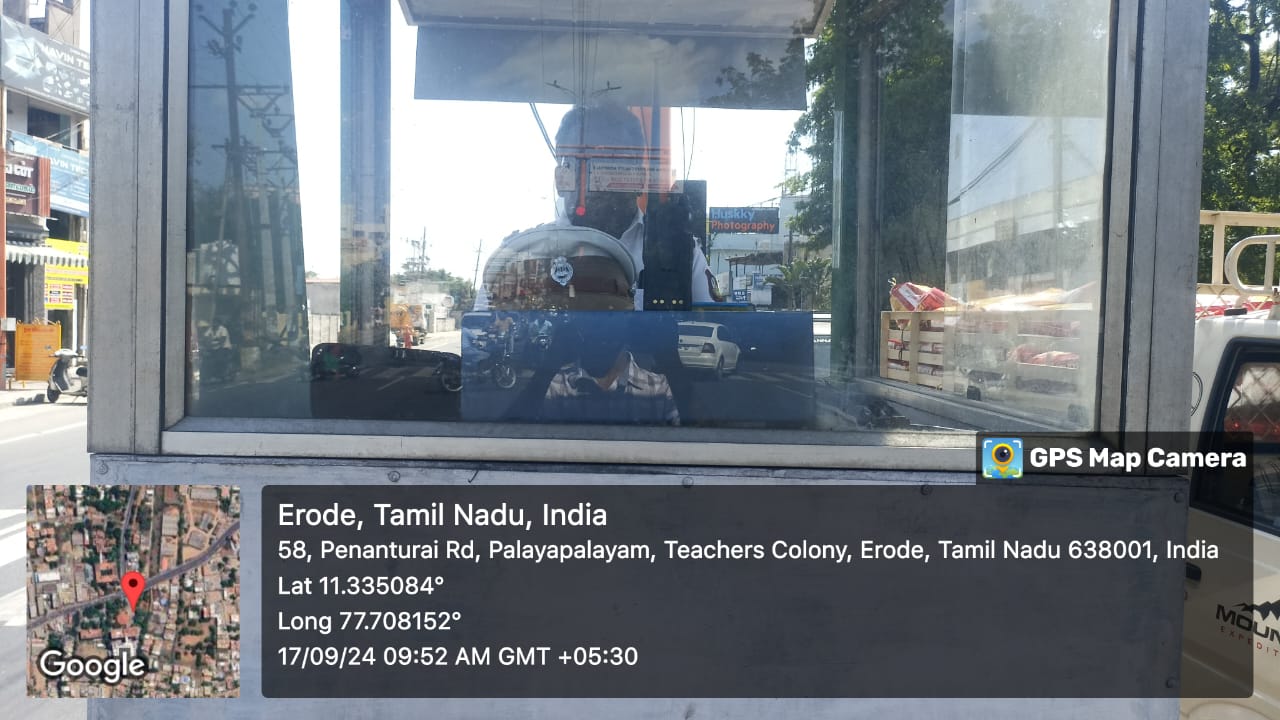 NAVIN
Huskky
Photography
GPS Map Camera
Erode, Tamil Nadu, India
58, Penanturai Rd, Palayapalayam, Teachers Colony, Erode, Tamil Nadu 638001, India
Lat 11.335084°
Long 77.708152°
17/09/24 09:52 AM GMT +05:30
Google